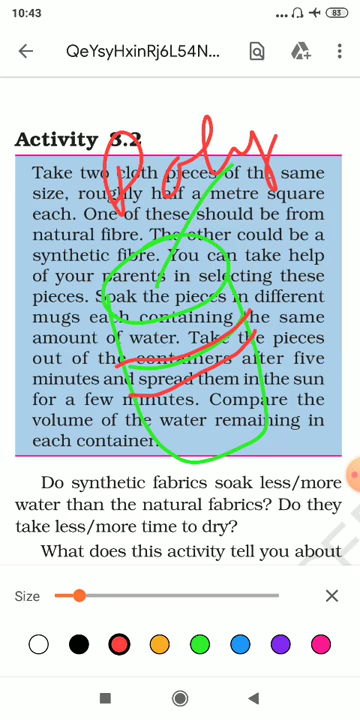 10:43
83
QeYsyHxinRj6L54N...
Activity 3.2
Poly
Take two cloth pieces of the same
size, roughly half a metre square
each. One of these should be from
natural fibre. The other could be a
synthetic fibre. You can take help
of your parents in selecting these
pieces. Soak the pieces in different
mugs each containing the same
amount of water. Take the pieces
out of the containers after five
minutes and spread them in the sun
for a few minutes. Compare the
volume of the water remaining in
each container.
Do synthetic fabrics soak less/more
water than the natural fabrics? Do they
take less/more time to dry?
What does this activity tell you about
Size